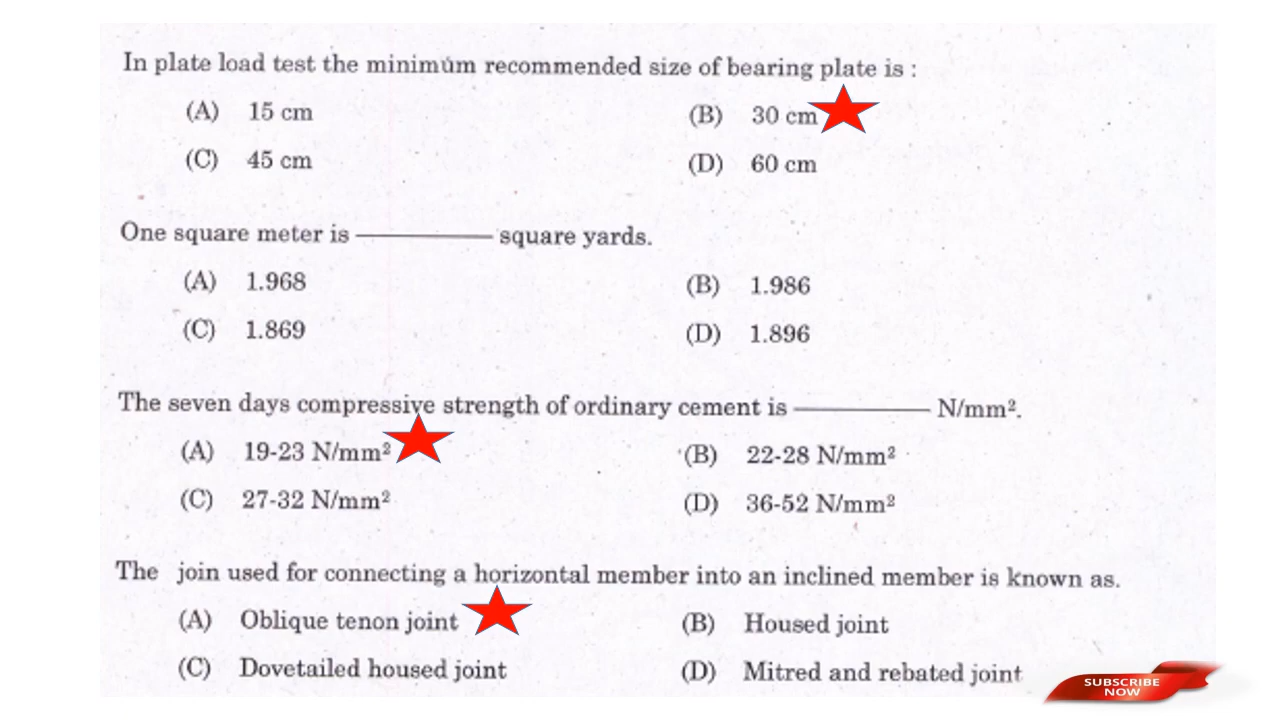 In plate load test the minimum recommended size of bearing plate is :
(A) 15 cm (B) 30 cm
(C) 45 cm (D) 60 cm
One square meter is ———— square yards.
(A) 1.968 (B) 1.986
(C) 1.869 (D) 1.896
The seven days compressive strength of ordinary cement is ———— N/mm².
(A) 19-23 N/mm² (B) 22-28 N/mm²
(C) 27-32 N/mm² (D) 36-52 N/mm²
The join used for connecting a horizontal member into an inclined member is known as.
(A) Oblique tenon joint (B) Housed joint
(C) Dovetailed housed joint (D) Mitred and rebated joint
SUBSCRIBE
NOW